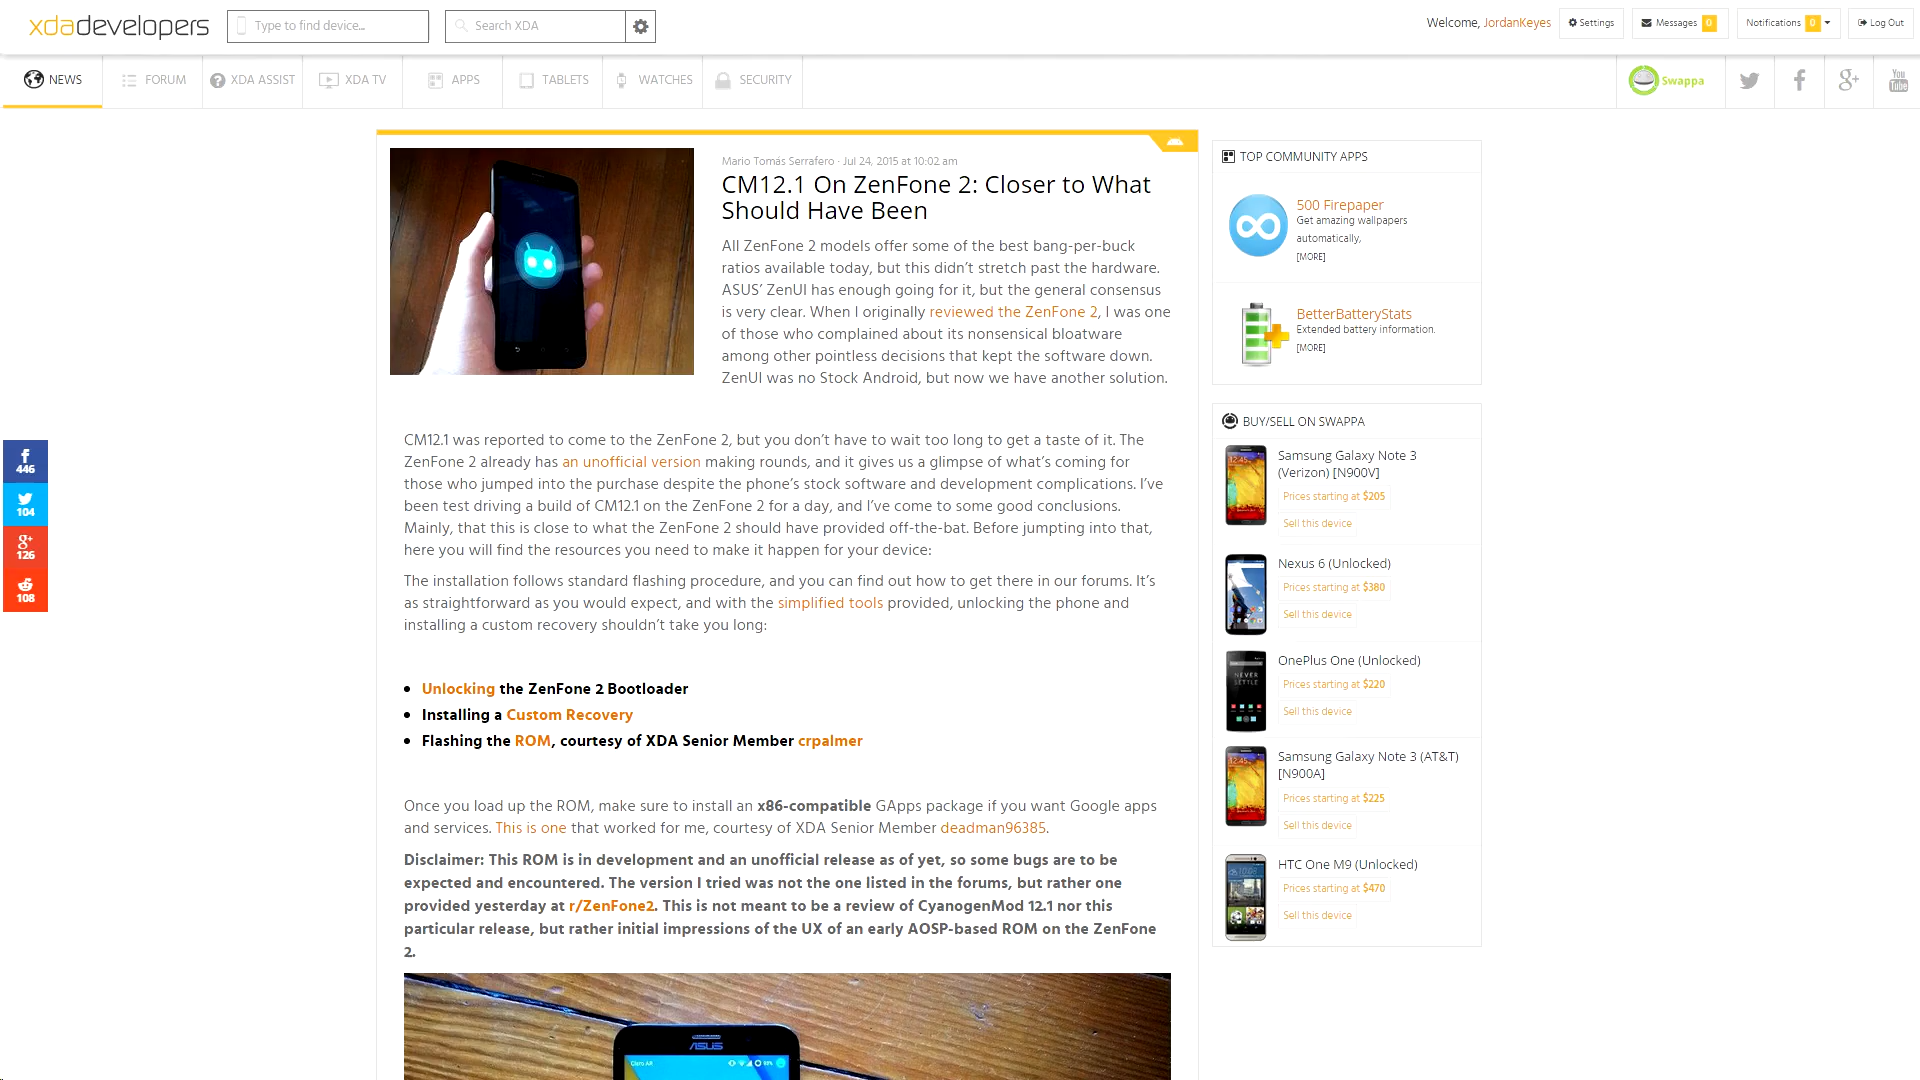 xdadevelopers
Type to find device...
Search XDA
Welcome, JordanKeyes
Settings
Messages 0
Notifications 0
Log Out
NEWS
FORUM
XDA ASSIST
XDA TV
APPS
TABLETS
WATCHES
SECURITY
Swappa
You
Tube
446
104
126
108
Mario Tomás Serrafero · Jul 24, 2015 at 10:02 am
CM12.1 On ZenFone 2: Closer to What
Should Have Been
All ZenFone 2 models offer some of the best bang-per-buck
ratios available today, but this didn’t stretch past the hardware.
ASUS’ ZenUI has enough going for it, but the general consensus
is very clear. When I originally reviewed the ZenFone 2, I was one
of those who complained about its nonsensical bloatware
among other pointless decisions that kept the software down.
ZenUI was no Stock Android, but now we have another solution.
CM12.1 was reported to come to the ZenFone 2, but you don’t have to wait too long to get a taste of it. The
ZenFone 2 already has an unofficial version making rounds, and it gives us a glimpse of what’s coming for
those who jumped into the purchase despite the phone’s stock software and development complications. I’ve
been test driving a build of CM12.1 on the ZenFone 2 for a day, and I’ve come to some good conclusions.
Mainly, that this is close to what the ZenFone 2 should have provided off-the-bat. Before jumping into that,
here you will find the resources you need to make it happen for your device:
The installation follows standard flashing procedure, and you can find out how to get there in our forums. It’s
as straightforward as you would expect, and with the simplified tools provided, unlocking the phone and
installing a custom recovery shouldn’t take you long:
• Unlocking the ZenFone 2 Bootloader
• Installing a Custom Recovery
• Flashing the ROM, courtesy of XDA Senior Member crpalmer
Once you load up the ROM, make sure to install an x86-compatible GApps package if you want Google apps
and services. This is one that worked for me, courtesy of XDA Senior Member deadman96385.
Disclaimer: This ROM is in development and an unofficial release as of yet, so some bugs are to be
expected and encountered. The version I tried was not the one listed in the forums, but rather one
provided yesterday at r/ZenFone2. This is not meant to be a review of CyanogenMod 12.1 nor this
particular release, but rather initial impressions of the UX of an early AOSP-based ROM on the ZenFone
2.
ASUS
Claro AR
TOP COMMUNITY APPS
500 Firepaper
Get amazing wallpapers
automatically,
[MORE]
BetterBatteryStats
Extended battery information.
[MORE]
BUY/SELL ON SWAPPA
Samsung Galaxy Note 3
(Verizon) [N900V]
Prices starting at $205
Sell this device
Nexus 6 (Unlocked)
Prices starting at $380
Sell this device
OnePlus One (Unlocked)
NEVER
SETTLE
Prices starting at $220
Sell this device
Samsung Galaxy Note 3 (AT&T)
[N900A]
Prices starting at $225
Sell this device
HTC One M9 (Unlocked)
Prices starting at $470
Sell this device